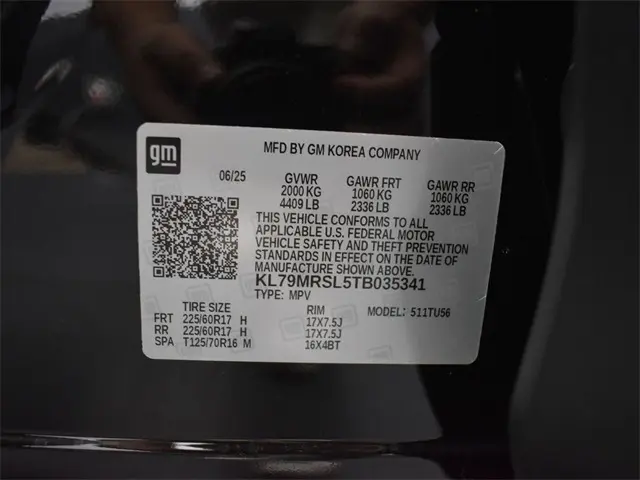 gm
MFD BY GM KOREA COMPANY
06/25 GVWR GAWR FRT GAWR RR
2000 KG 1060 KG 1060 KG
4409 LB 2336 LB 2336 LB
THIS VEHICLE CONFORMS TO ALL
APPLICABLE U.S. FEDERAL MOTOR
VEHICLE SAFETY AND THEFT PREVENTION
STANDARDS IN EFFECT ON THE DATE OF
MANUFACTURE SHOWN ABOVE.
KL79MRSL5TB035341
TYPE: MPV
TIRE SIZE RIM MODEL: 511TU56
FRT 225/60R17 H 17X7.5J
RR 225/60R17 H 17X7.5J
SPA T125/70R16 M 16X4BT